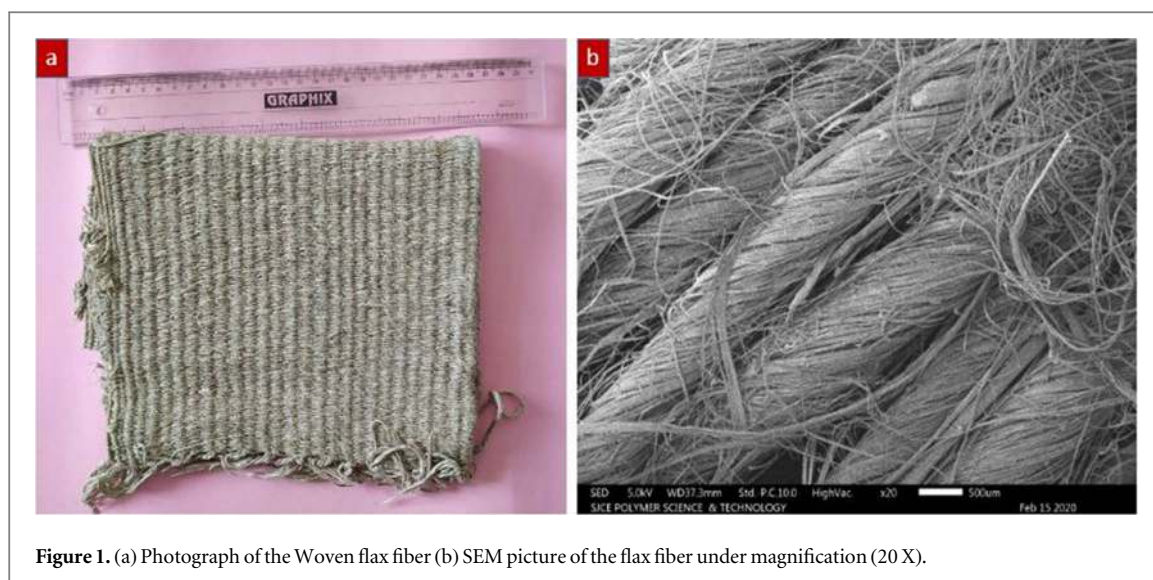 a
GRAPHIX
b
SED 5.0kV WD37.3mm Std.-P.C.10.0 HighVac. x20 500um
SJCE POLYMER SCIENCE & TECHNOLOGY Feb 15 2020
Figure 1. (a) Photograph of the Woven flax fiber (b) SEM picture of the flax fiber under magnification (20 X).